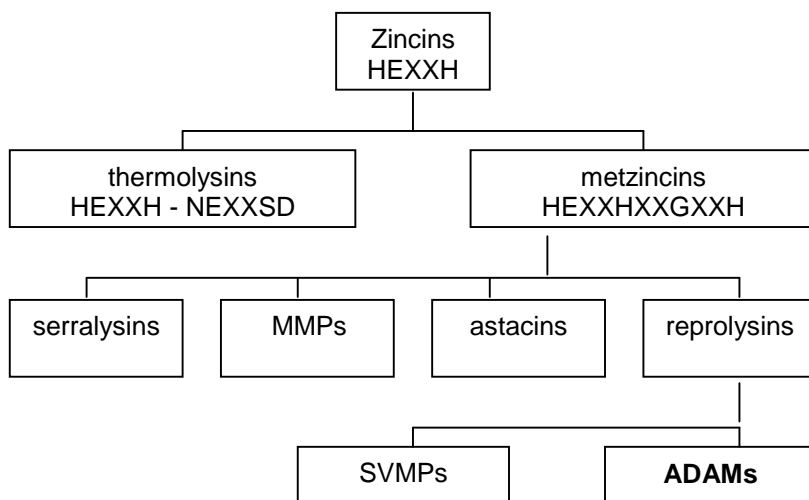 Zincins
HEXXH
thermolysins
HEXXH - NEXXSD
metzincins
HEXXHXXGXXH
serralysins
MMPs
astacins
reprolysins
SVMPs
ADAMs